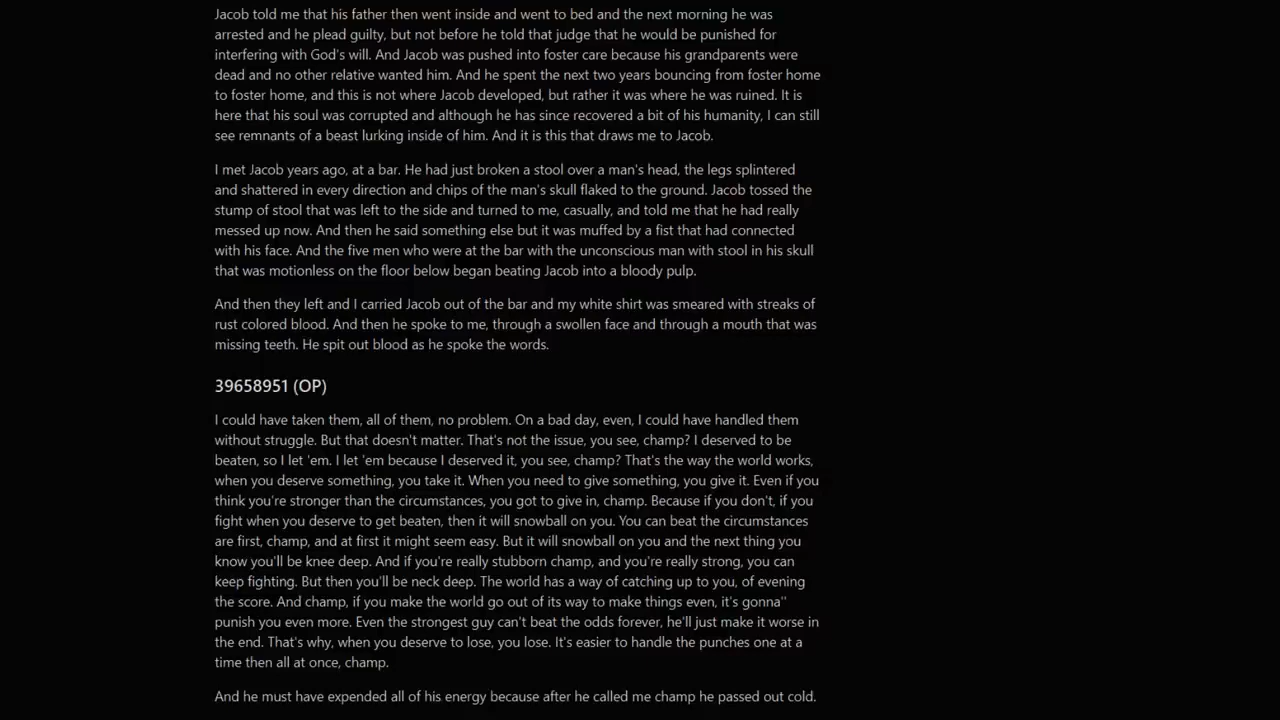 Jacob told me that his father then went inside and went to bed and the next morning he was
arrested and he plead guilty, but not before he told that judge that he would be punished for
interfering with God's will. And Jacob was pushed into foster care because his grandparents were
dead and no other relative wanted him. And he spent the next two years bouncing from foster home
to foster home, and this is not where Jacob developed, but rather it was where he was ruined. It is
here that his soul was corrupted and although he has since recovered a bit of his humanity, I can still
see remnants of a beast lurking inside of him. And it is this that draws me to Jacob.
I met Jacob years ago, at a bar. He had just broken a stool over a man's head, the legs splintered
and shattered in every direction and chips of the man's skull flaked to the ground. Jacob tossed the
stump of stool that was left to the side and turned to me, casually, and told me that he had really
messed up now. And then he said something else but it was muffed by a fist that had connected
with his face. And the five men who were at the bar with the unconscious man with stool in his skull
that was motionless on the floor below began beating Jacob into a bloody pulp.
And then they left and I carried Jacob out of the bar and my white shirt was smeared with streaks of
rust colored blood. And then he spoke to me, through a swollen face and through a mouth that was
missing teeth. He spit out blood as he spoke the words.
39658951 (OP)
I could have taken them, all of them, no problem. On a bad day, even, I could have handled them
without struggle. But that doesn't matter. That's not the issue, you see, champ? I deserved to be
beaten, so I let 'em. I let 'em because I deserved it, you see, champ? That's the way the world works,
when you deserve something, you take it. When you need to give something, you give it. Even if you
think you're stronger than the circumstances, you got to give in, champ. Because if you don't, if you
fight when you deserve to get beaten, then it will snowball on you. You can beat the circumstances
are first, champ, and at first it might seem easy. But it will snowball on you and the next thing you
know you'll be knee deep. And if you're really stubborn champ, and you're really strong, you can
keep fighting. But then you'll be neck deep. The world has a way of catching up to you, of evening
the score. And champ, if you make the world go out of its way to make things even, it's gonna"
punish you even more. Even the strongest guy can't beat the odds forever, he'll just make it worse in
the end. That's why, when you deserve to lose, you lose. It's easier to handle the punches one at a
time then all at once, champ.
And he must have expended all of his energy because after he called me champ he passed out cold.